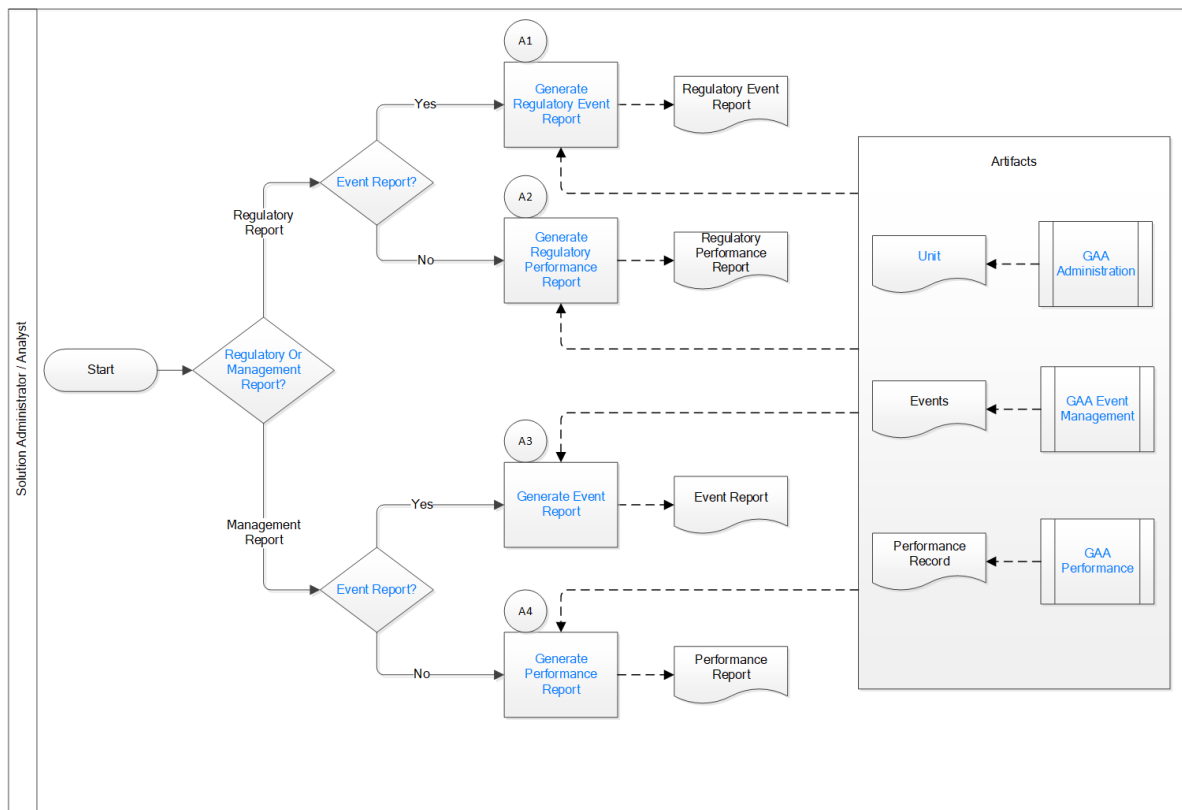 Solution Administrator / Analyst
Start
Regulatory Or
Management
Report?
Regulatory
Report
Management
Report
Event Report?
Yes
No
A1
Generate
Regulatory Event
Report
Regulatory Event
Report
A2
Generate
Regulatory
Performance
Report
Regulatory
Performance
Report
Event Report?
Yes
No
A3
Generate Event
Report
Event Report
A4
Generate
Performance
Report
Performance
Report
Artifacts
Unit
GAA
Administration
Events
GAA Event
Management
Performance
Record
GAA
Performance